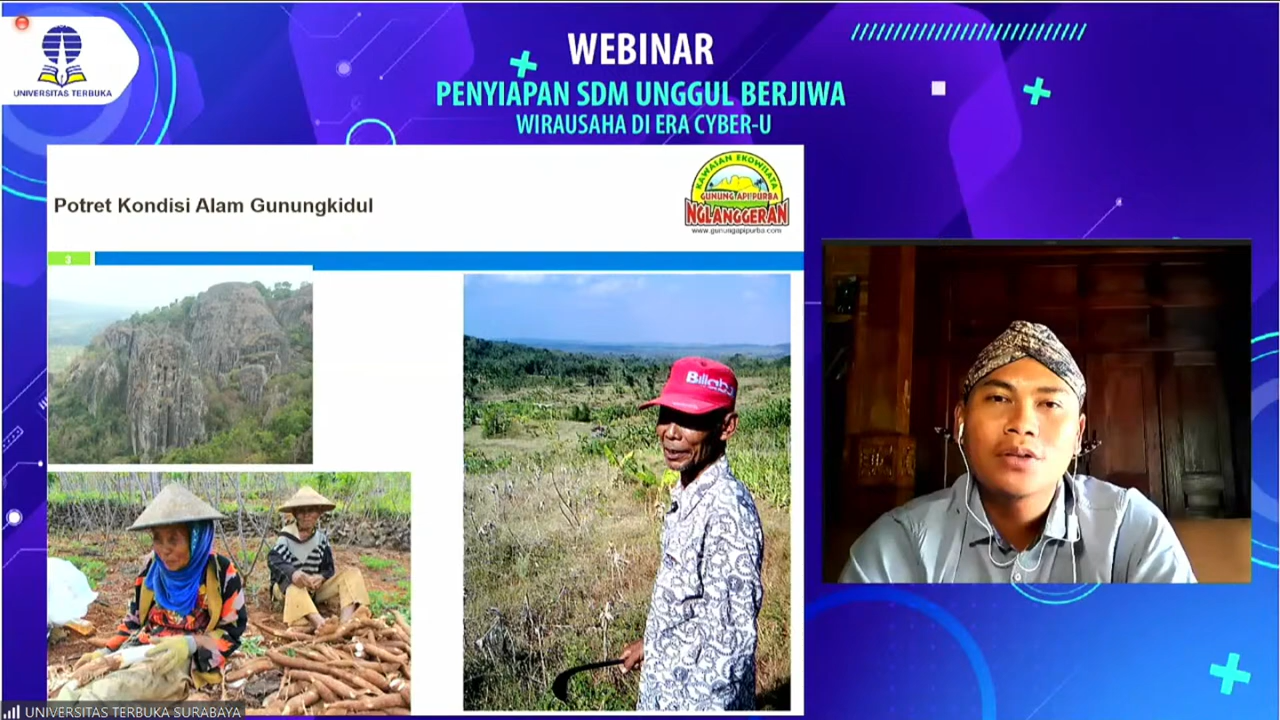 UNIVERSITAS TERBUKA
WEBINAR
PENYIAPAN SDM UNGGUL BERJIWA
WIRAUSAHA DI ERA CYBER-U
Potret Kondisi Alam Gunungkidul
KAWASAN EKOWISATA
GUNUNG API PURBA
NGLANGGERAN
www.gunungapipurba.com
3
Billabong
UNIVERSITAS TERBUKA SURABAYA